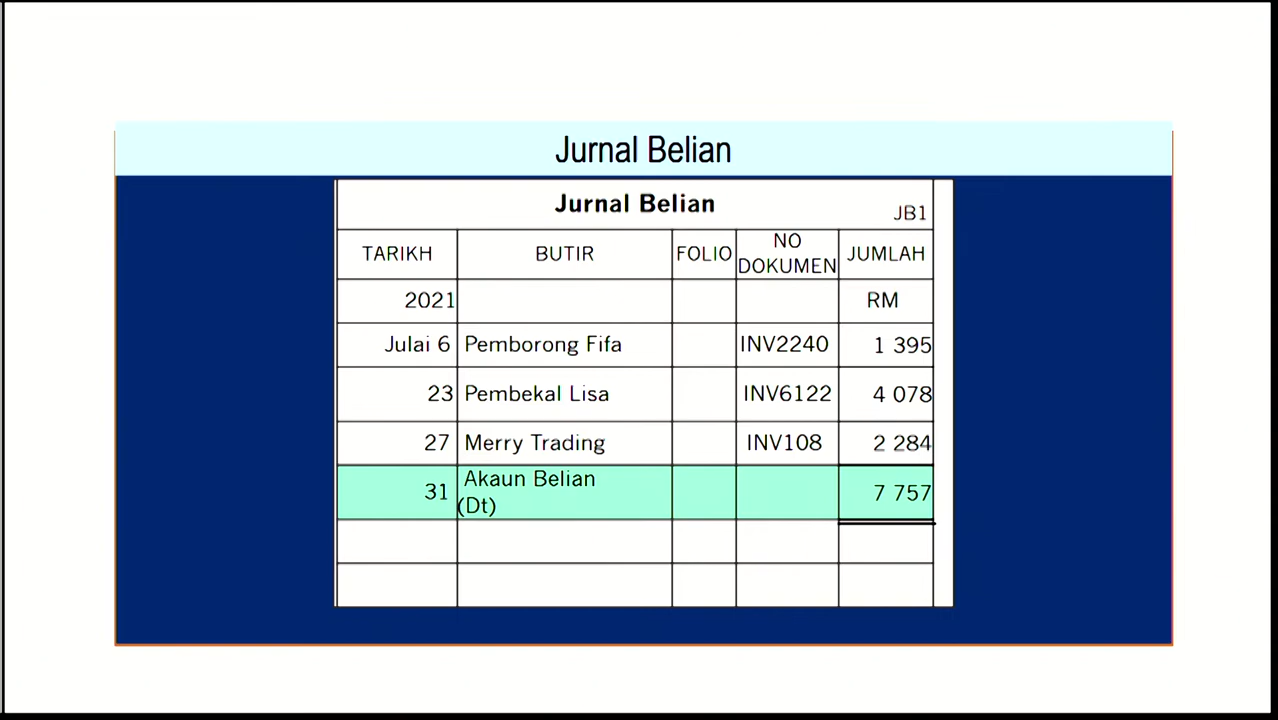 Jurnal Belian
Jurnal Belian
JB1
TARIKH BUTIR FOLIO NO DOKUMEN JUMLAH
2021 RM
Julai 6 Pemborong Fifa INV2240 1 395
23 Pembekal Lisa INV6122 4 078
27 Merry Trading INV108 2 284
31 Akaun Belian (Dt) 7 757